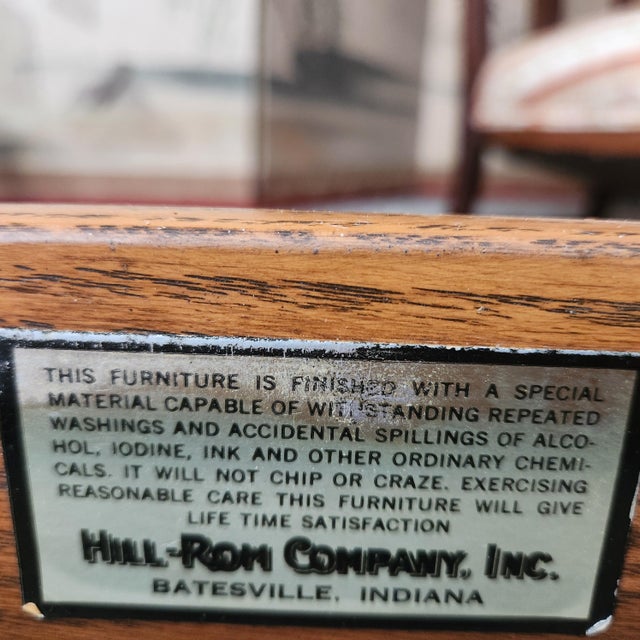 THIS FURNITURE IS FINISHED WITH A SPECIAL
MATERIAL CAPABLE OF WITHSTANDING REPEATED
WASHINGS AND ACCIDENTAL SPILLINGS OF ALCO-
HOL, IODINE, INK AND OTHER ORDINARY CHEMI-
CALS. IT WILL NOT CHIP OR CRAZE. EXERCISING
REASONABLE CARE THIS FURNITURE WILL GIVE
LIFE TIME SATISFACTION
HILL-ROM COMPANY, INC.
BATESVILLE, INDIANA